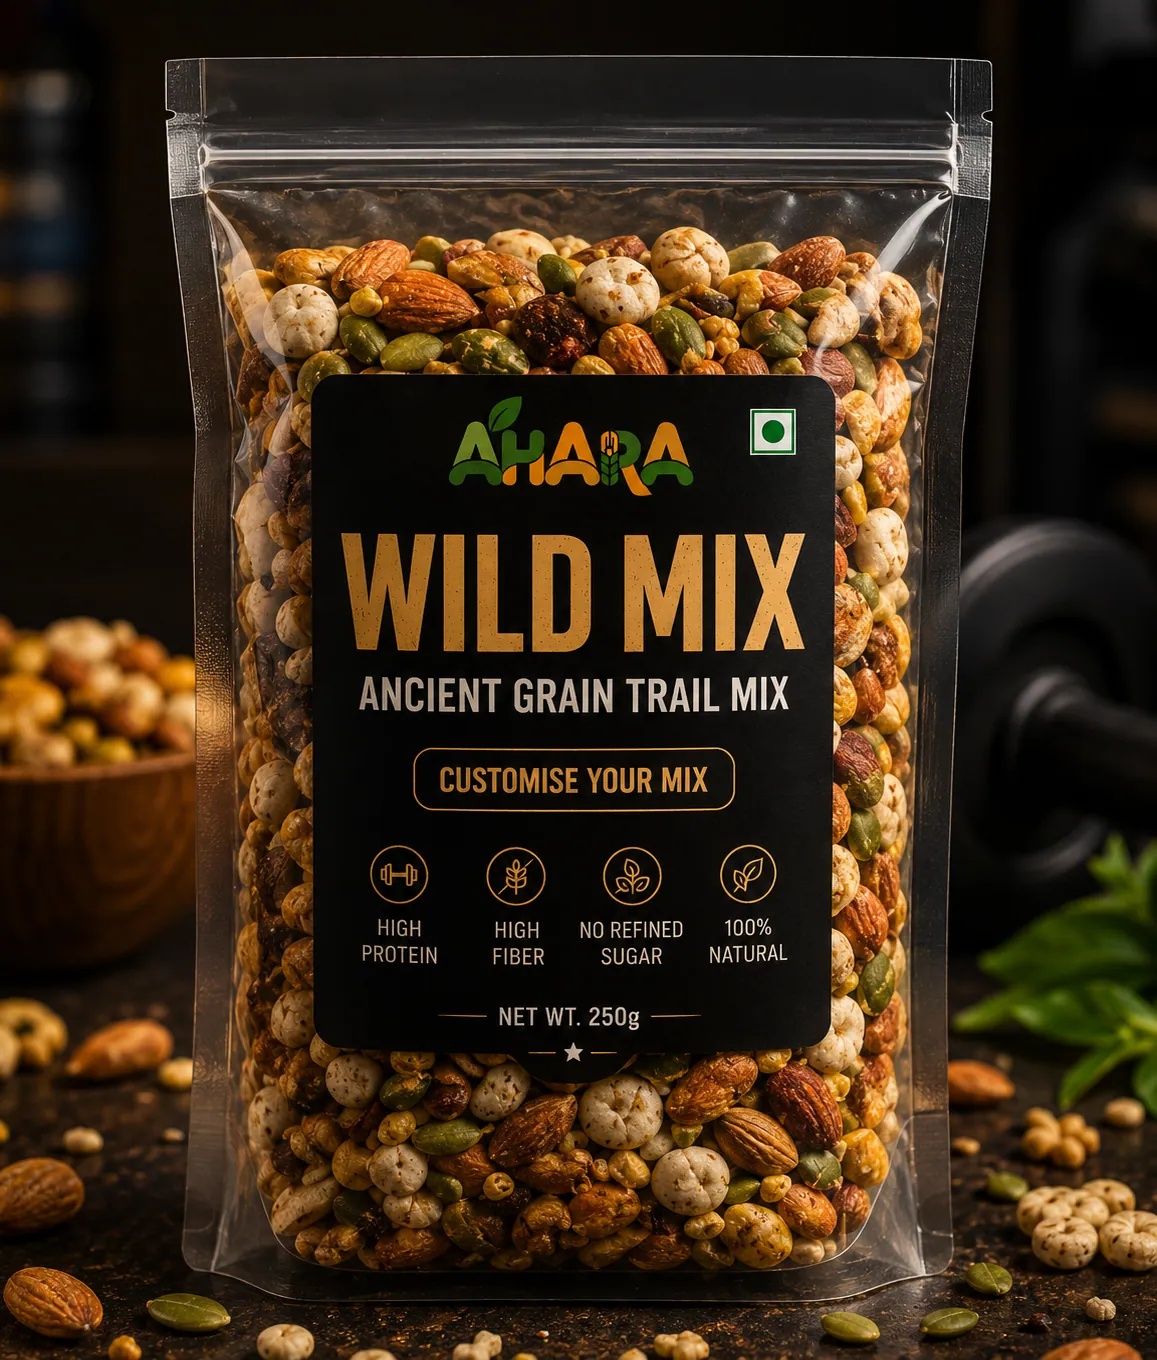 AHARA
WILD MIX
ANCIENT GRAIN TRAIL MIX
CUSTOMISE YOUR MIX
HIGH
PROTEIN
HIGH
FIBER
NO REFINED
SUGAR
100%
NATURAL
NET WT. 250g